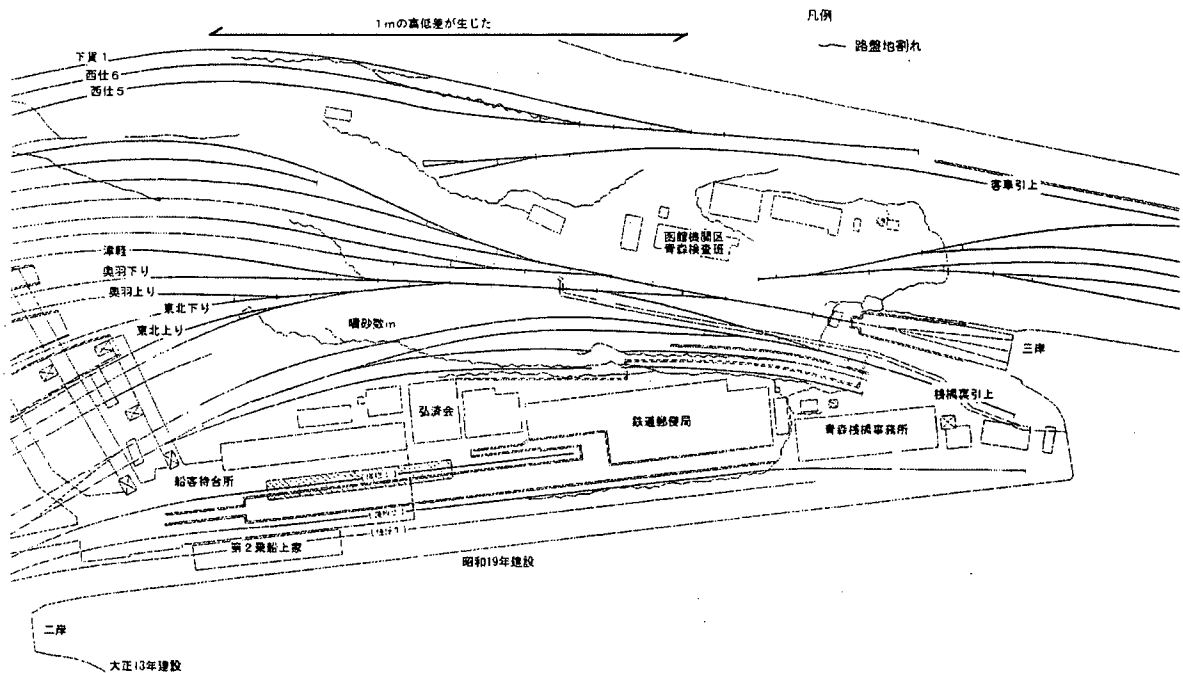 1mの高低差が生じた
凡例
路盤地割れ
下貨1
西仕6
西仕5
客車引上
函館機関区
青森検査班
津軽
奥羽下り
奥羽上り
東北下り
東北上り
噴砂数m
三岸
桟橋裏引上
弘済会
鉄道郵便局
青森桟橋事務所
船客待合所
第2乗船上家
昭和19年建設
二岸
大正13年建設